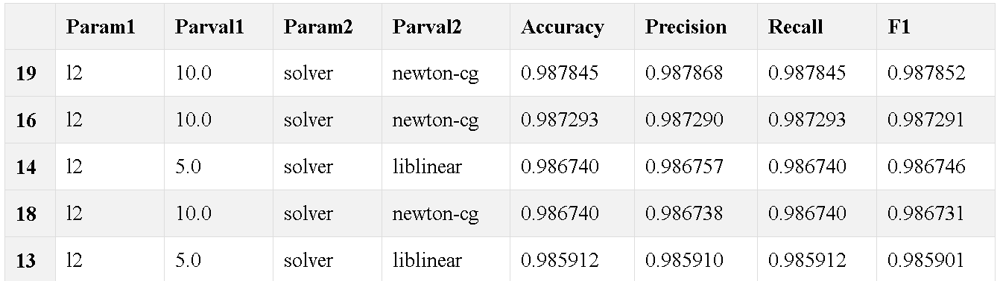 Param1 Parval1 Param2 Parval2 Accuracy Precision Recall F1
19 l2 10.0 solver newton-cg 0.987845 0.987868 0.987845 0.987852
16 l2 10.0 solver newton-cg 0.987293 0.987290 0.987293 0.987291
14 l2 5.0 solver liblinear 0.986740 0.986757 0.986740 0.986746
18 l2 10.0 solver newton-cg 0.986740 0.986738 0.986740 0.986731
13 l2 5.0 solver liblinear 0.985912 0.985910 0.985912 0.985901